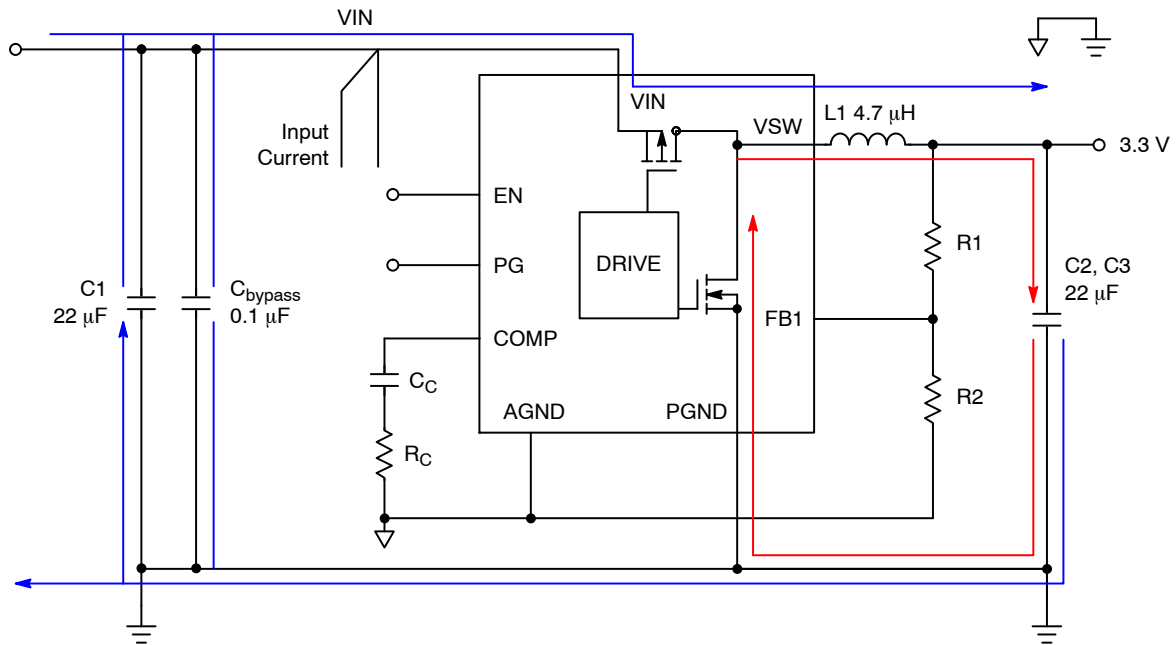 VIN
VIN
Input
Current
VSW
L1 4.7 μH
3.3 V
EN
DRIVE
R1
PG
C1
22 μF
Cbypass
0.1 μF
C2, C3
22 μF
FB1
COMP
CC
R2
AGND
PGND
RC